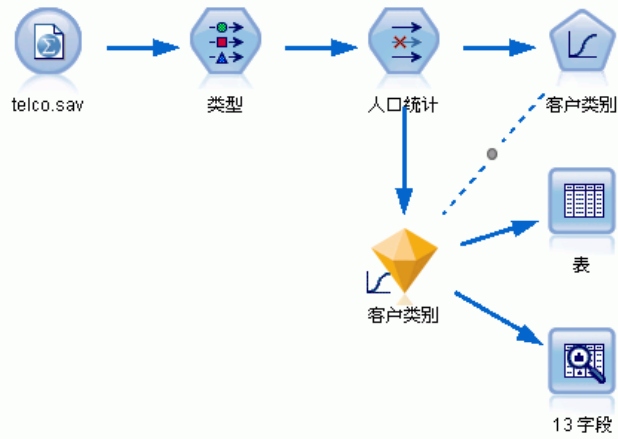 telco.sav
类型
人口统计
客户类别
表
客户类别
13 字段